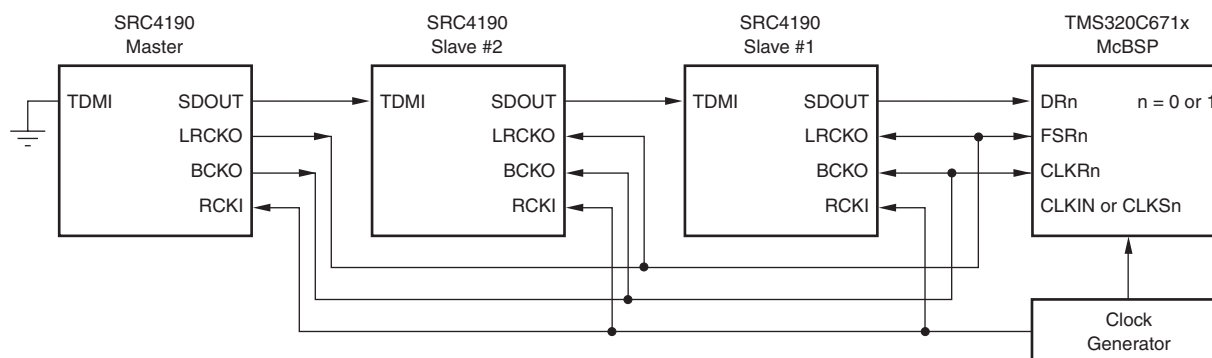 SRC4190
Master
SRC4190
Slave #2
SRC4190
Slave #1
TMS320C671x
McBSP
TDMI
SDOUT
LRCKO
BCKO
RCKI
TDMI
SDOUT
LRCKO
BCKO
RCKI
TDMI
SDOUT
LRCKO
BCKO
RCKI
DRn n = 0 or 1
FSRn
CLKRn
CLKIN or CLKSn
Clock
Generator